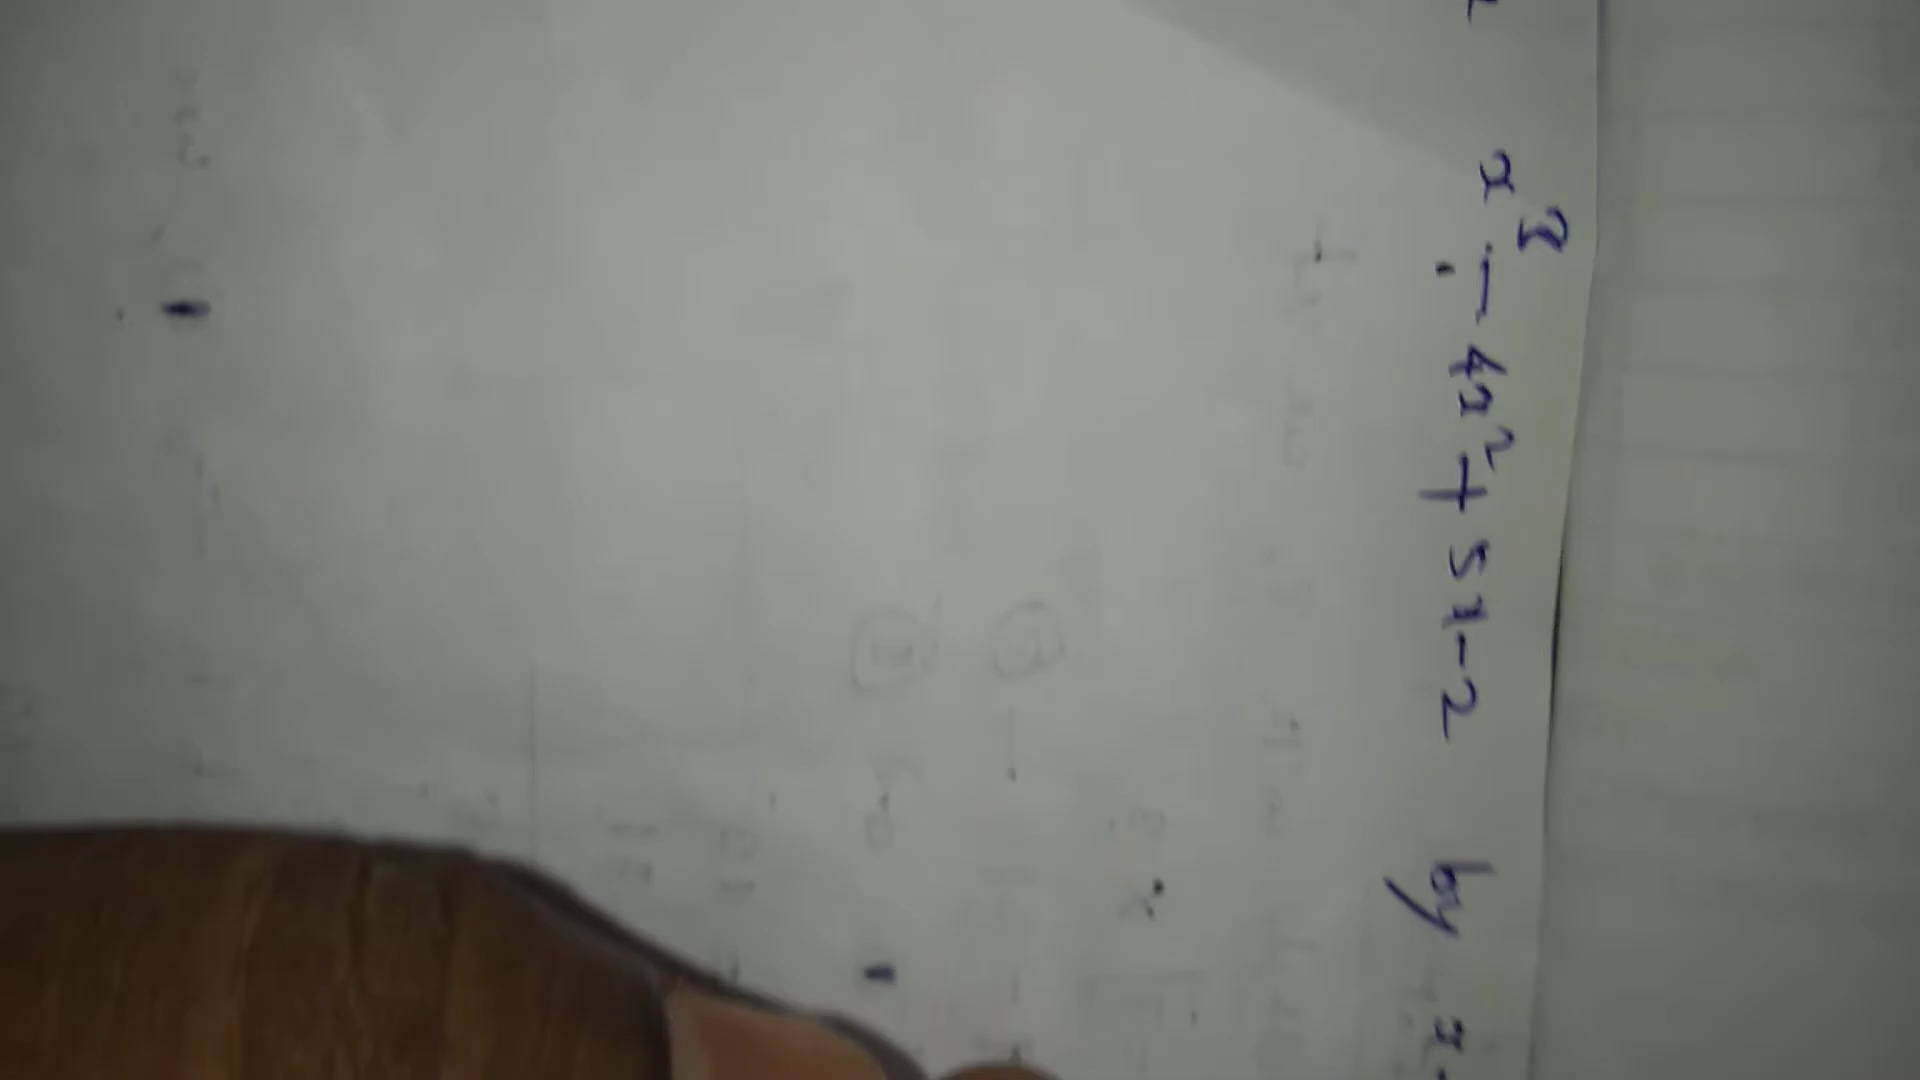 x³ - 4x² + 5x - 2 by x -